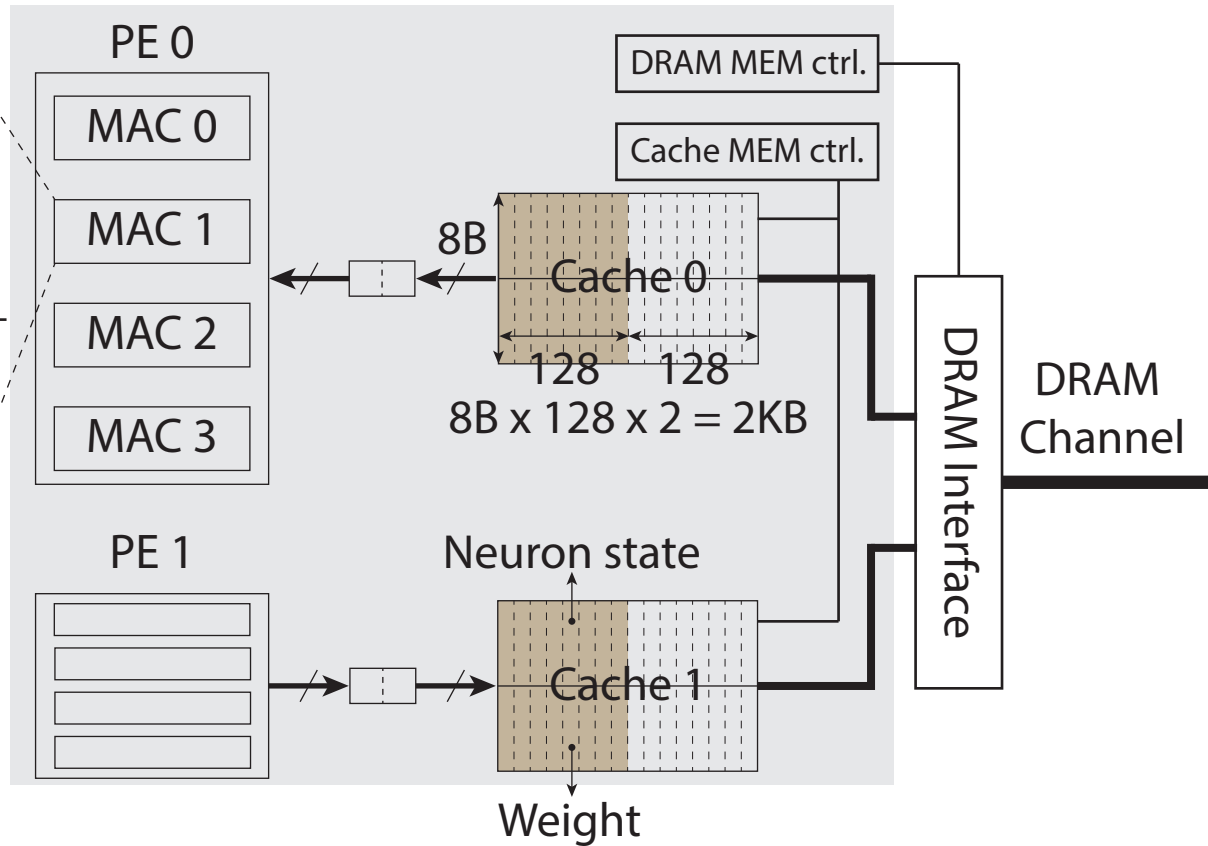 PE 0
MAC 0
MAC 1
MAC 2
MAC 3
DRAM MEM ctrl.
Cache MEM ctrl.
8B
Cache 0
128 128
8B x 128 x 2 = 2KB
DRAM Interface
DRAM
Channel
PE 1
Neuron state
Cache 1
Weight